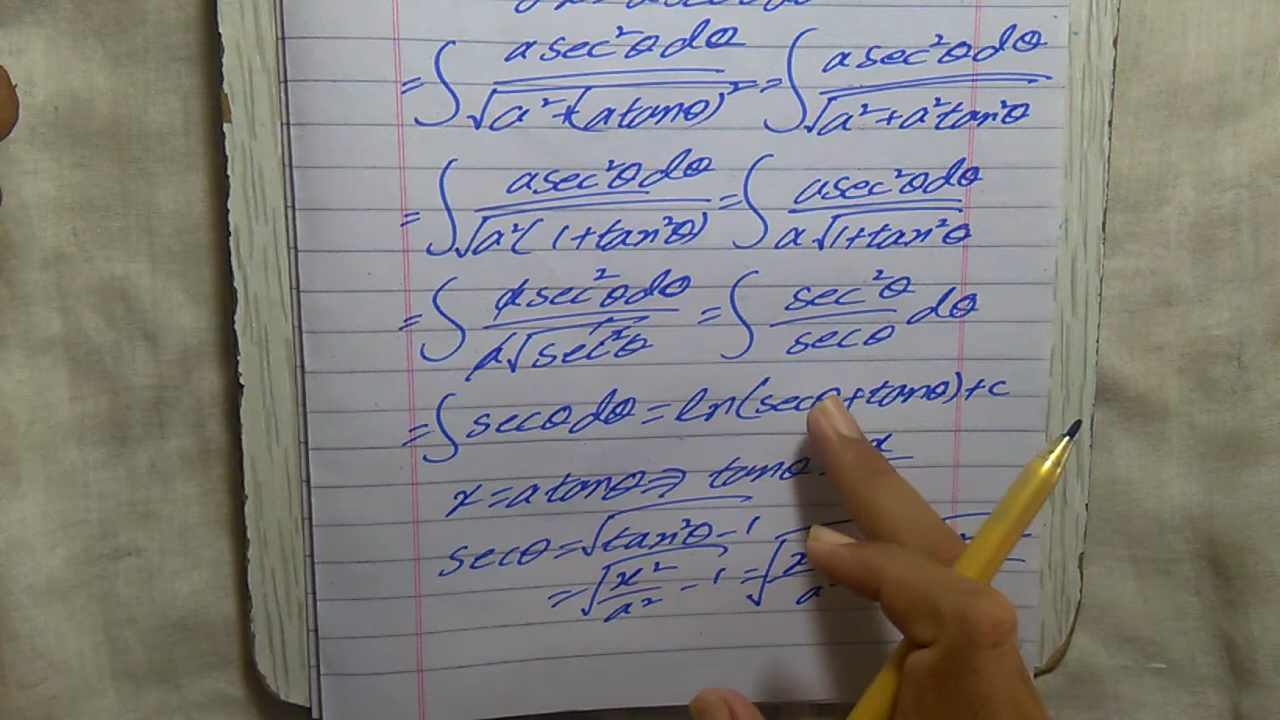 = ∫ a sec²θ dθ / √(a² + (a tanθ)²) = ∫ a sec²θ dθ / √(a² + a² tan²θ)
= ∫ a sec²θ dθ / √(a²(1 + tan²θ)) = ∫ a sec²θ dθ / a√(1 + tan²θ)
= ∫ a sec²θ dθ / a√(sec²θ) = ∫ sec²θ / secθ dθ
= ∫ secθ dθ = ln(secθ + tanθ) + c
x = a tanθ ⇒ tanθ = x
secθ = √(tan²θ - 1)
= √(x²/a² - 1) = √